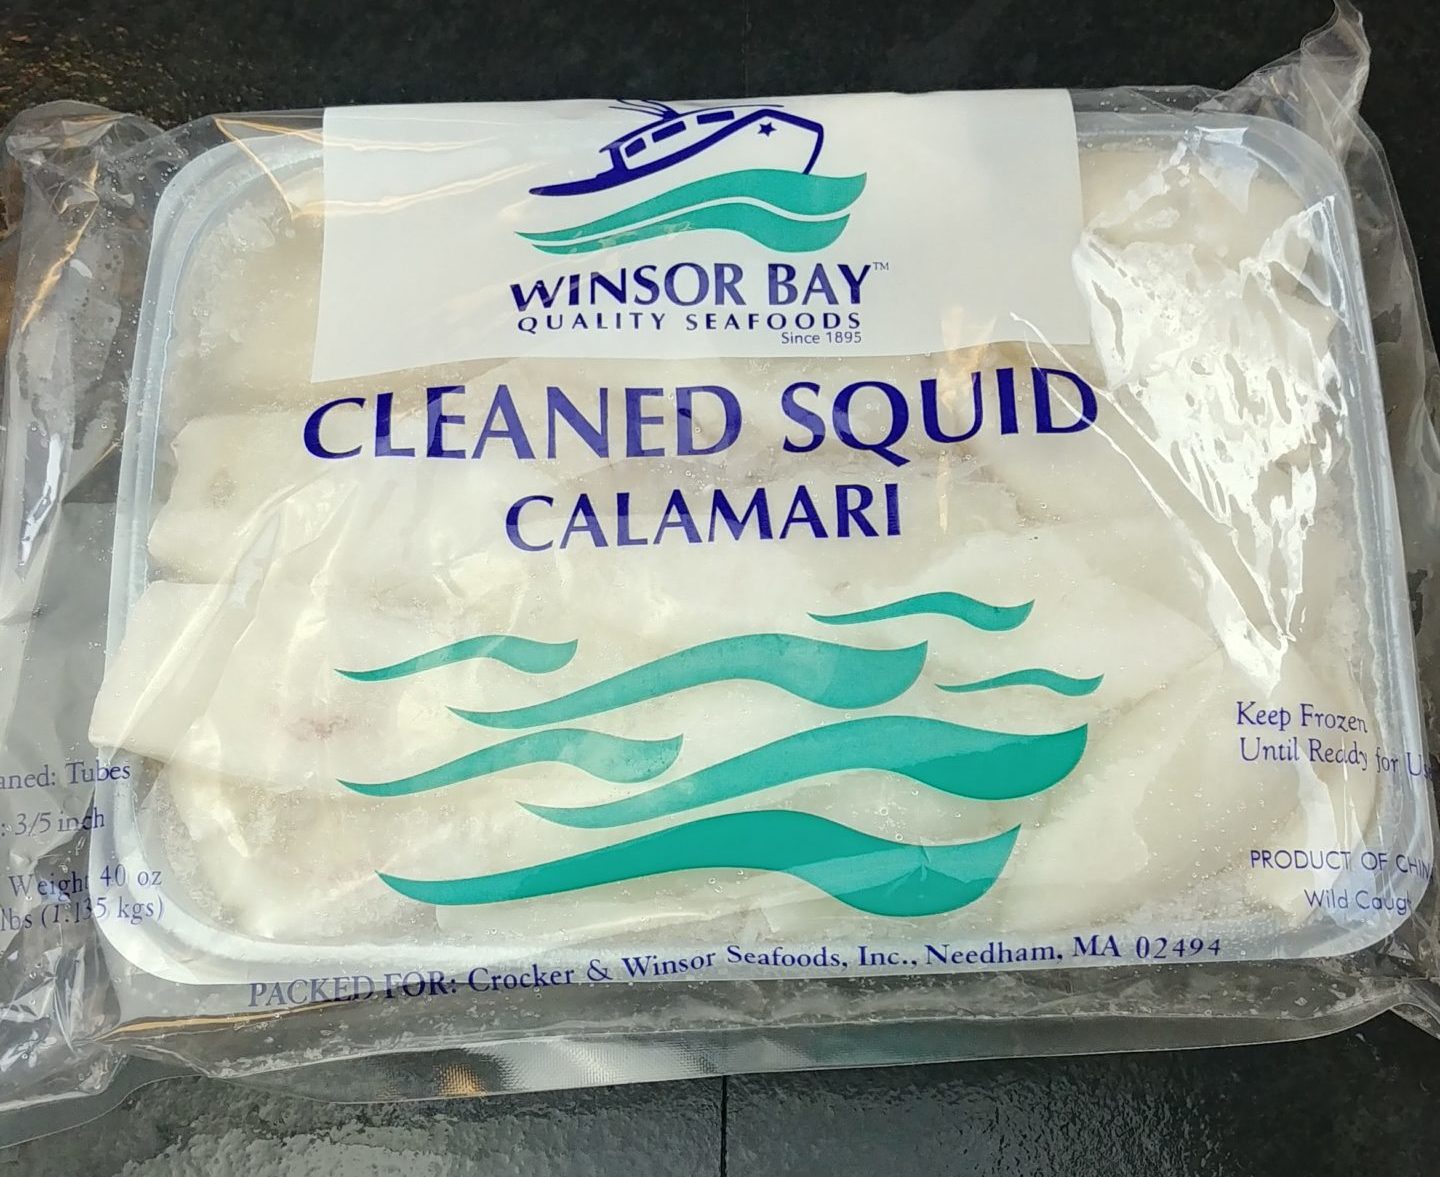 WINSOR BAY™
QUALITY SEAFOODS
Since 1895
CLEANED SQUID
CALAMARI
Keep Frozen
Until Ready for
Tubes
3/5 inch
Weight 40 oz
lbs (1.135 kgs)
PRODUCT OF
Wild
PACKED FOR: Crocker & Winsor Seafoods, Inc., Needham, MA 02494